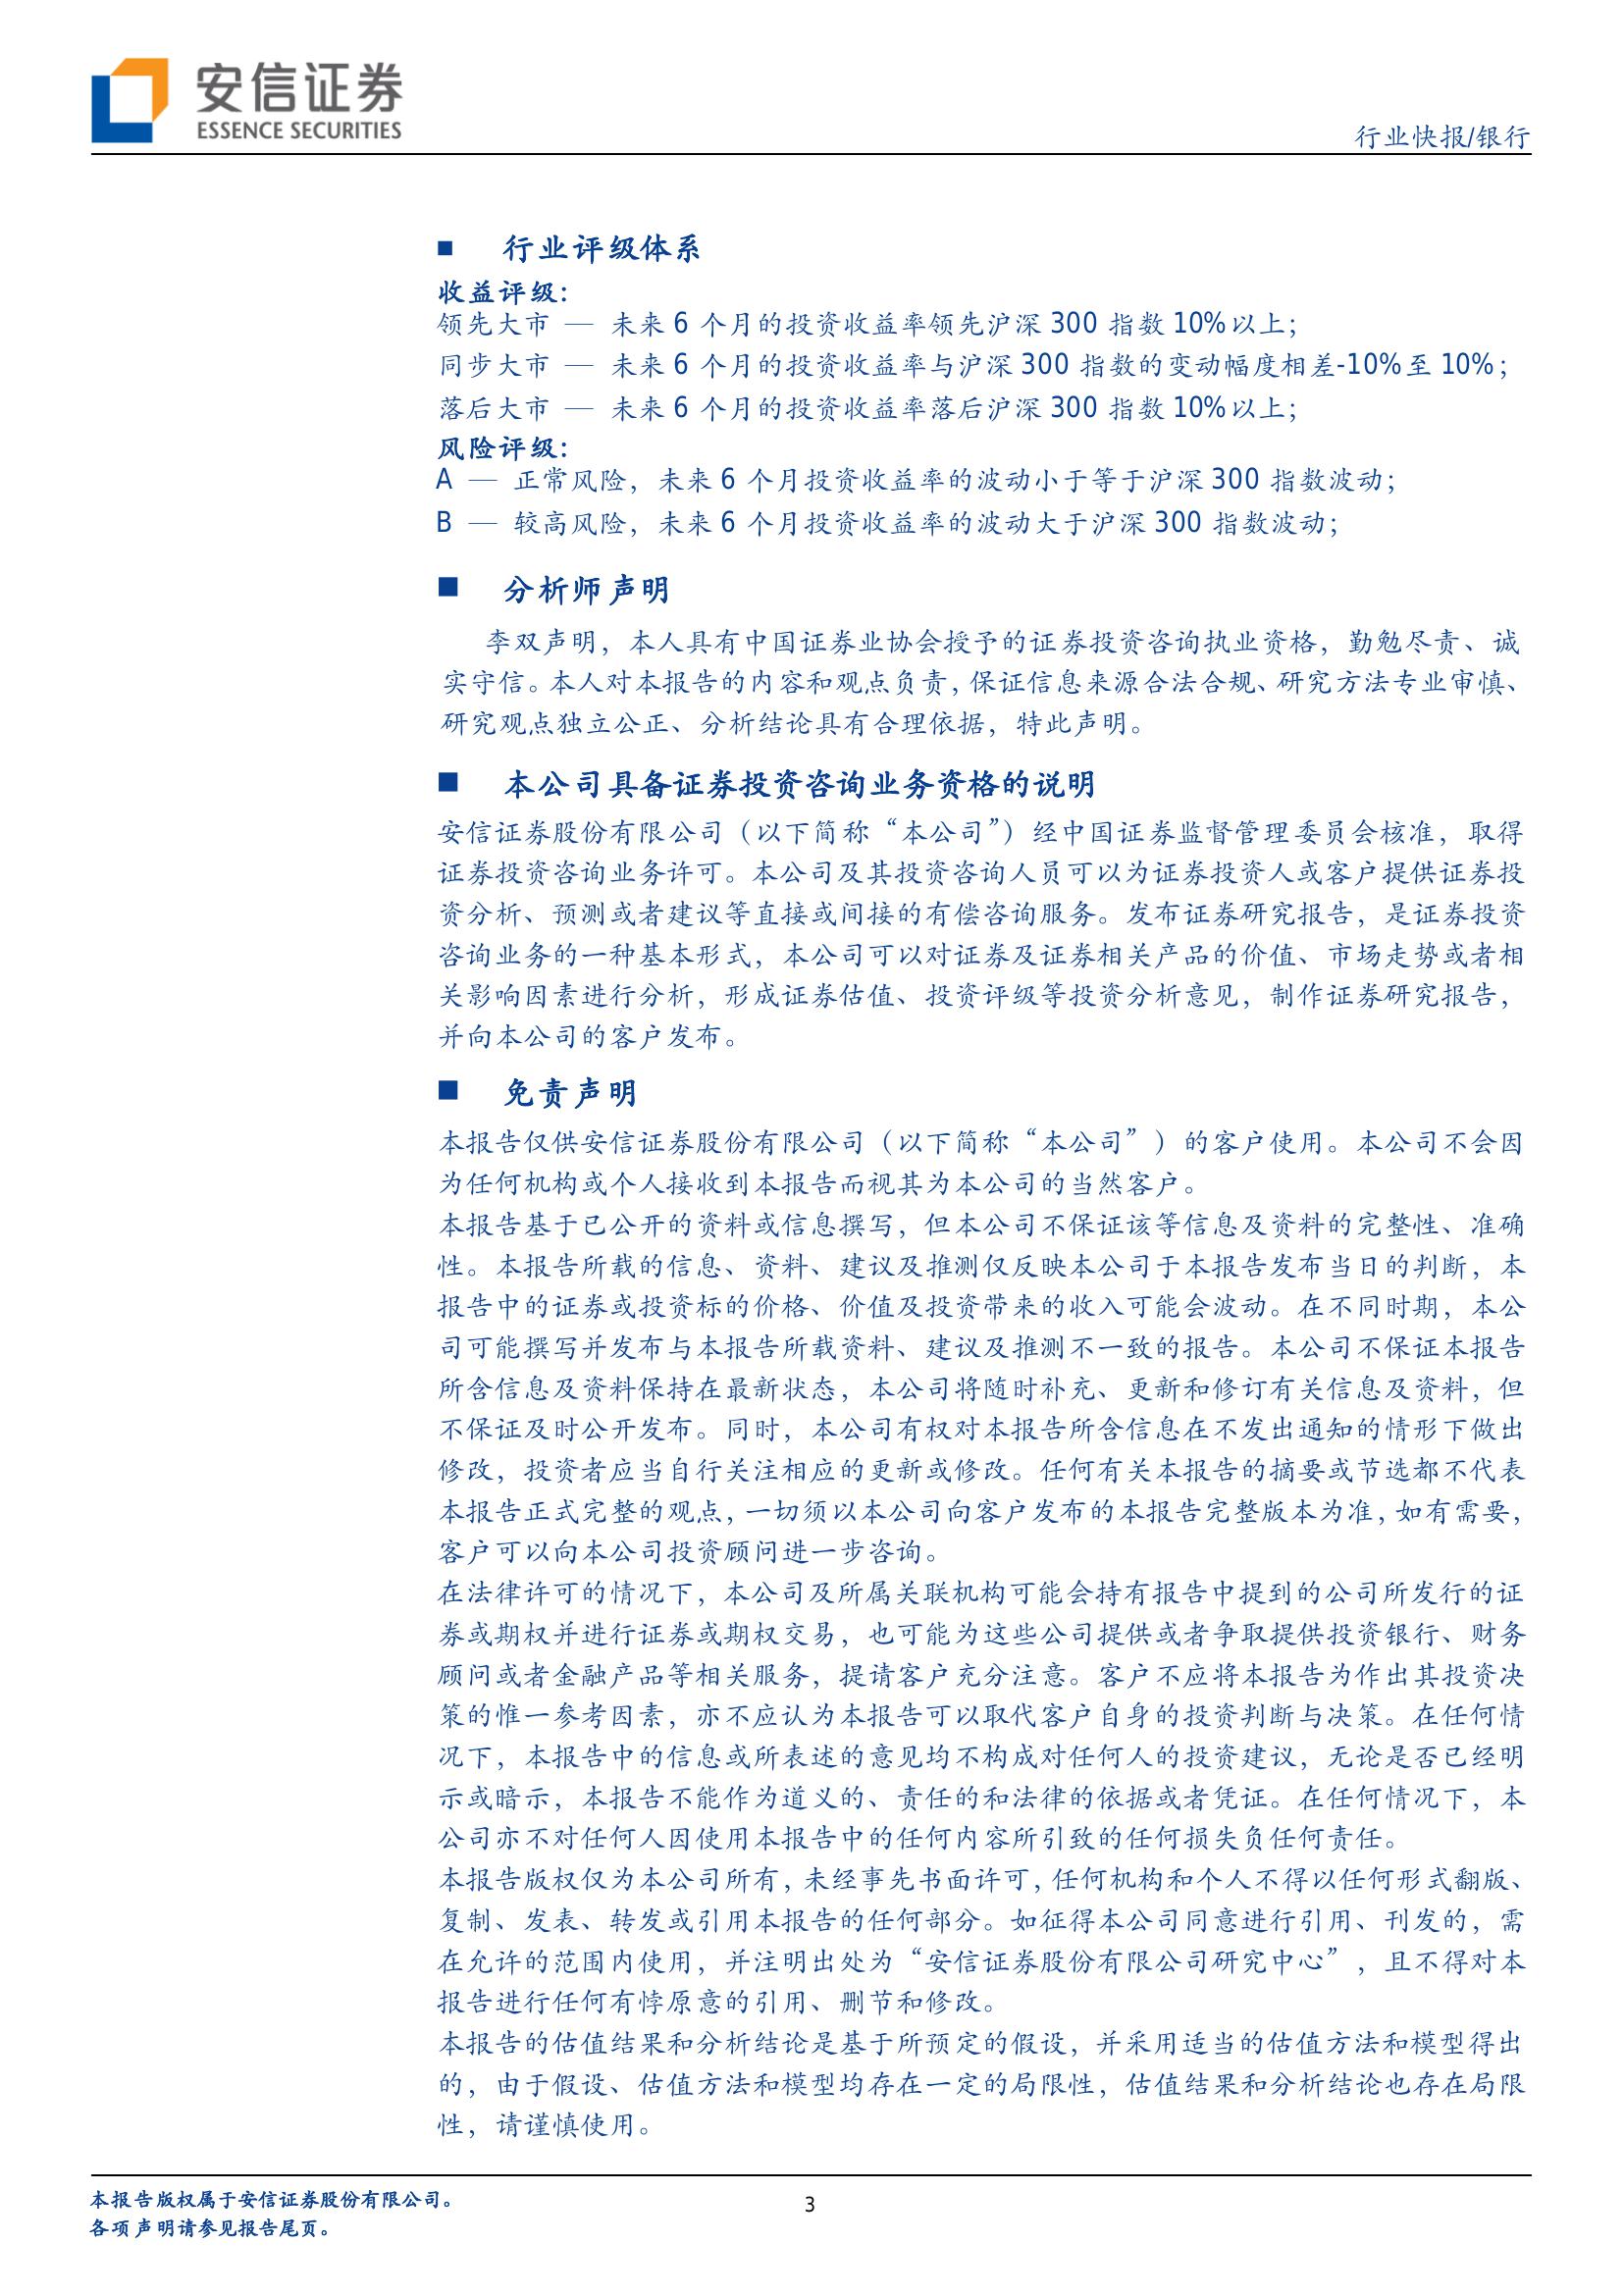 安信证券
ESSENCE SECURITIES
行业快报/银行
■ 行业评级体系
收益评级：
领先大市 — 未来 6 个月的投资收益率领先沪深 300 指数 10%以上；
同步大市 — 未来 6 个月的投资收益率与沪深 300 指数的变动幅度相差-10%至 10%；
落后大市 — 未来 6 个月的投资收益率落后沪深 300 指数 10%以上；
风险评级：
A — 正常风险，未来 6 个月投资收益率的波动小于等于沪深 300 指数波动；
B — 较高风险，未来 6 个月投资收益率的波动大于沪深 300 指数波动；
■ 分析师声明
李双声明，本人具有中国证券业协会授予的证券投资咨询执业资格，勤勉尽责、诚
实守信。本人对本报告的内容和观点负责，保证信息来源合法合规、研究方法专业审慎、
研究观点独立公正、分析结论具有合理依据，特此声明。
■ 本公司具备证券投资咨询业务资格的说明
安信证券股份有限公司（以下简称“本公司”）经中国证券监督管理委员会核准，取得
证券投资咨询业务许可。本公司及其投资咨询人员可以为证券投资人或客户提供证券投
资分析、预测或者建议等直接或间接的有偿咨询服务。发布证券研究报告，是证券投资
咨询业务的一种基本形式，本公司可以对证券及证券相关产品的价值、市场走势或者相
关影响因素进行分析，形成证券估值、投资评级等投资分析意见，制作证券研究报告，
并向本公司的客户发布。
■ 免责声明
本报告仅供安信证券股份有限公司（以下简称“本公司”）的客户使用。本公司不会因
为任何机构或个人接收到本报告而视其为本公司的当然客户。
本报告基于已公开的资料或信息撰写，但本公司不保证该等信息及资料的完整性、准确
性。本报告所载的信息、资料、建议及推测仅反映本公司于本报告发布当日的判断，本
报告中的证券或投资标的价格、价值及投资带来的收入可能会波动。在不同时期，本公
司可能撰写并发布与本报告所载资料、建议及推测不一致的报告。本公司不保证本报告
所含信息及资料保持在最新状态，本公司将随时补充、更新和修订有关信息及资料，但
不保证及时公开发布。同时，本公司有权对本报告所含信息在不发出通知的情形下做出
修改，投资者应当自行关注相应的更新或修改。任何有关本报告的摘要或节选都不代表
本报告正式完整的观点，一切须以本公司向客户发布的本报告完整版本为准，如有需要，
客户可以向本公司投资顾问进一步咨询。
在法律许可的情况下，本公司及所属关联机构可能会持有报告中提到的公司所发行的证
券或期权并进行证券或期权交易，也可能为这些公司提供或者争取提供投资银行、财务
顾问或者金融产品等相关服务，提请客户充分注意。客户不应将本报告为作出其投资决
策的惟一参考因素，亦不应认为本报告可以取代客户自身的投资判断与决策。在任何情
况下，本报告中的信息或所表述的意见均不构成对任何人的投资建议，无论是否已经明
示或暗示，本报告不能作为道义的、责任的和法律的依据或者凭证。在任何情况下，本
公司亦不对任何人因使用本报告中的任何内容所引致的任何损失负任何责任。
本报告版权仅为本公司所有，未经事先书面许可，任何机构和个人不得以任何形式翻版、
复制、发表、转发或引用本报告的任何部分。如征得本公司同意进行引用、刊发的，需
在允许的范围内使用，并注明出处为“安信证券股份有限公司研究中心”，且不得对本
报告进行任何有悖原意的引用、删节和修改。
本报告的估值结果和分析结论是基于所预定的假设，并采用适当的估值方法和模型得出
的，由于假设、估值方法和模型均存在一定的局限性，估值结果和分析结论也存在局限
性，请谨慎使用。
本报告版权属于安信证券股份有限公司。
各项声明请参见报告尾页。
3